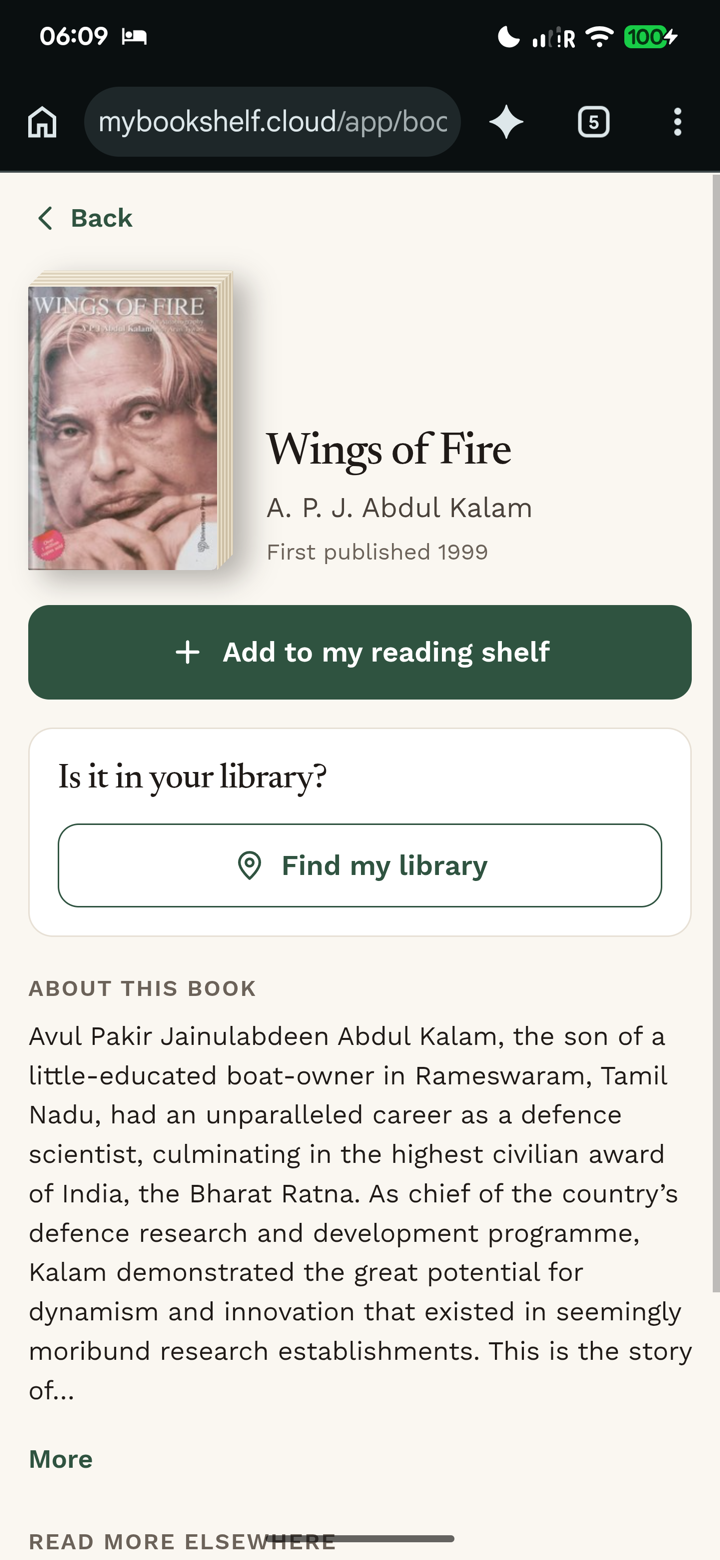 06:09
R
100
mybookshelf.cloud/app/boo
5
Back
WINGS OF FIRE
A P J Abdul Kalam
Wings of Fire
A. P. J. Abdul Kalam
First published 1999
Add to my reading shelf
Is it in your library?
Find my library
ABOUT THIS BOOK
Avul Pakir Jainulabdeen Abdul Kalam, the son of a
little-educated boat-owner in Rameswaram, Tamil
Nadu, had an unparalleled career as a defence
scientist, culminating in the highest civilian award
of India, the Bharat Ratna. As chief of the country’s
defence research and development programme,
Kalam demonstrated the great potential for
dynamism and innovation that existed in seemingly
moribund research establishments. This is the story
of...
More
READ MORE ELSEWHERE